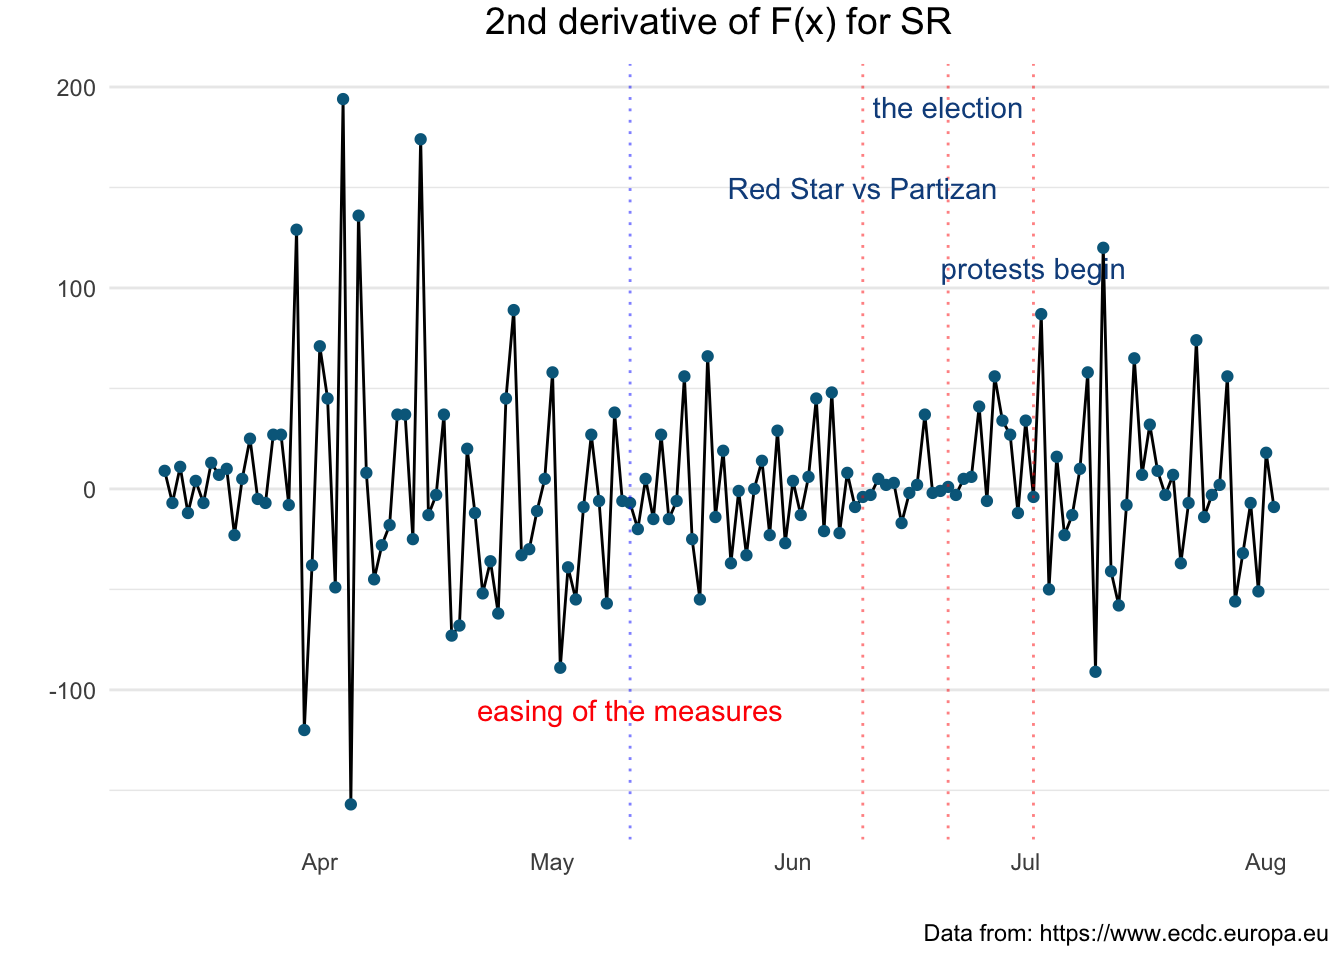 2nd derivative of F(x) for SR
200
the election
Red Star vs Partizan
protests begin
100
0
-100
easing of the measures
Apr May Jun Jul Aug
Data from: https://www.ecdc.europa.eu